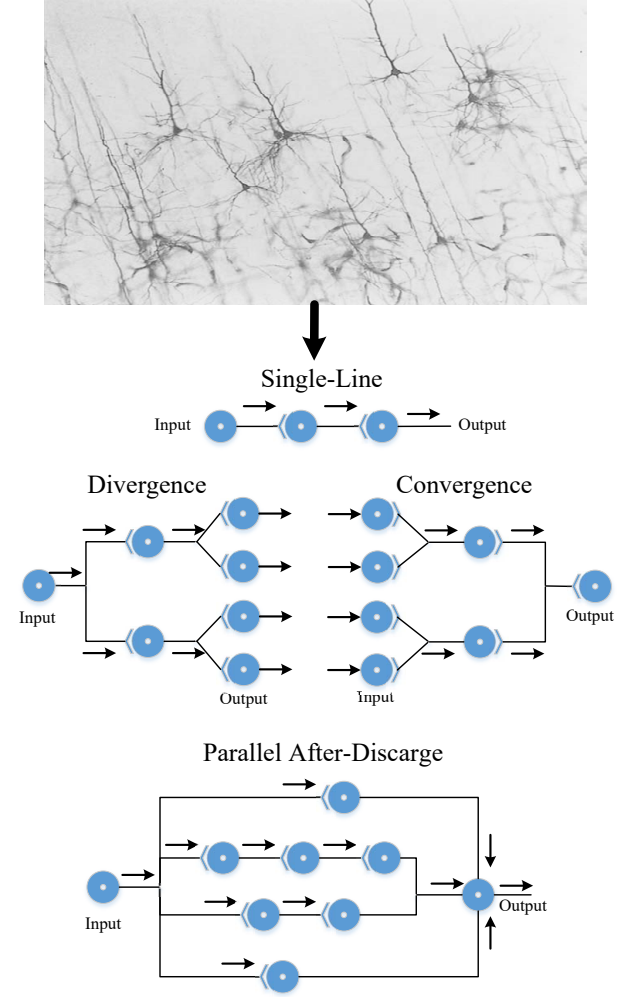 Single-Line
Input
Output
Divergence
Convergence
Input
Output
Output
Input
Parallel After-Discarge
Input
Output